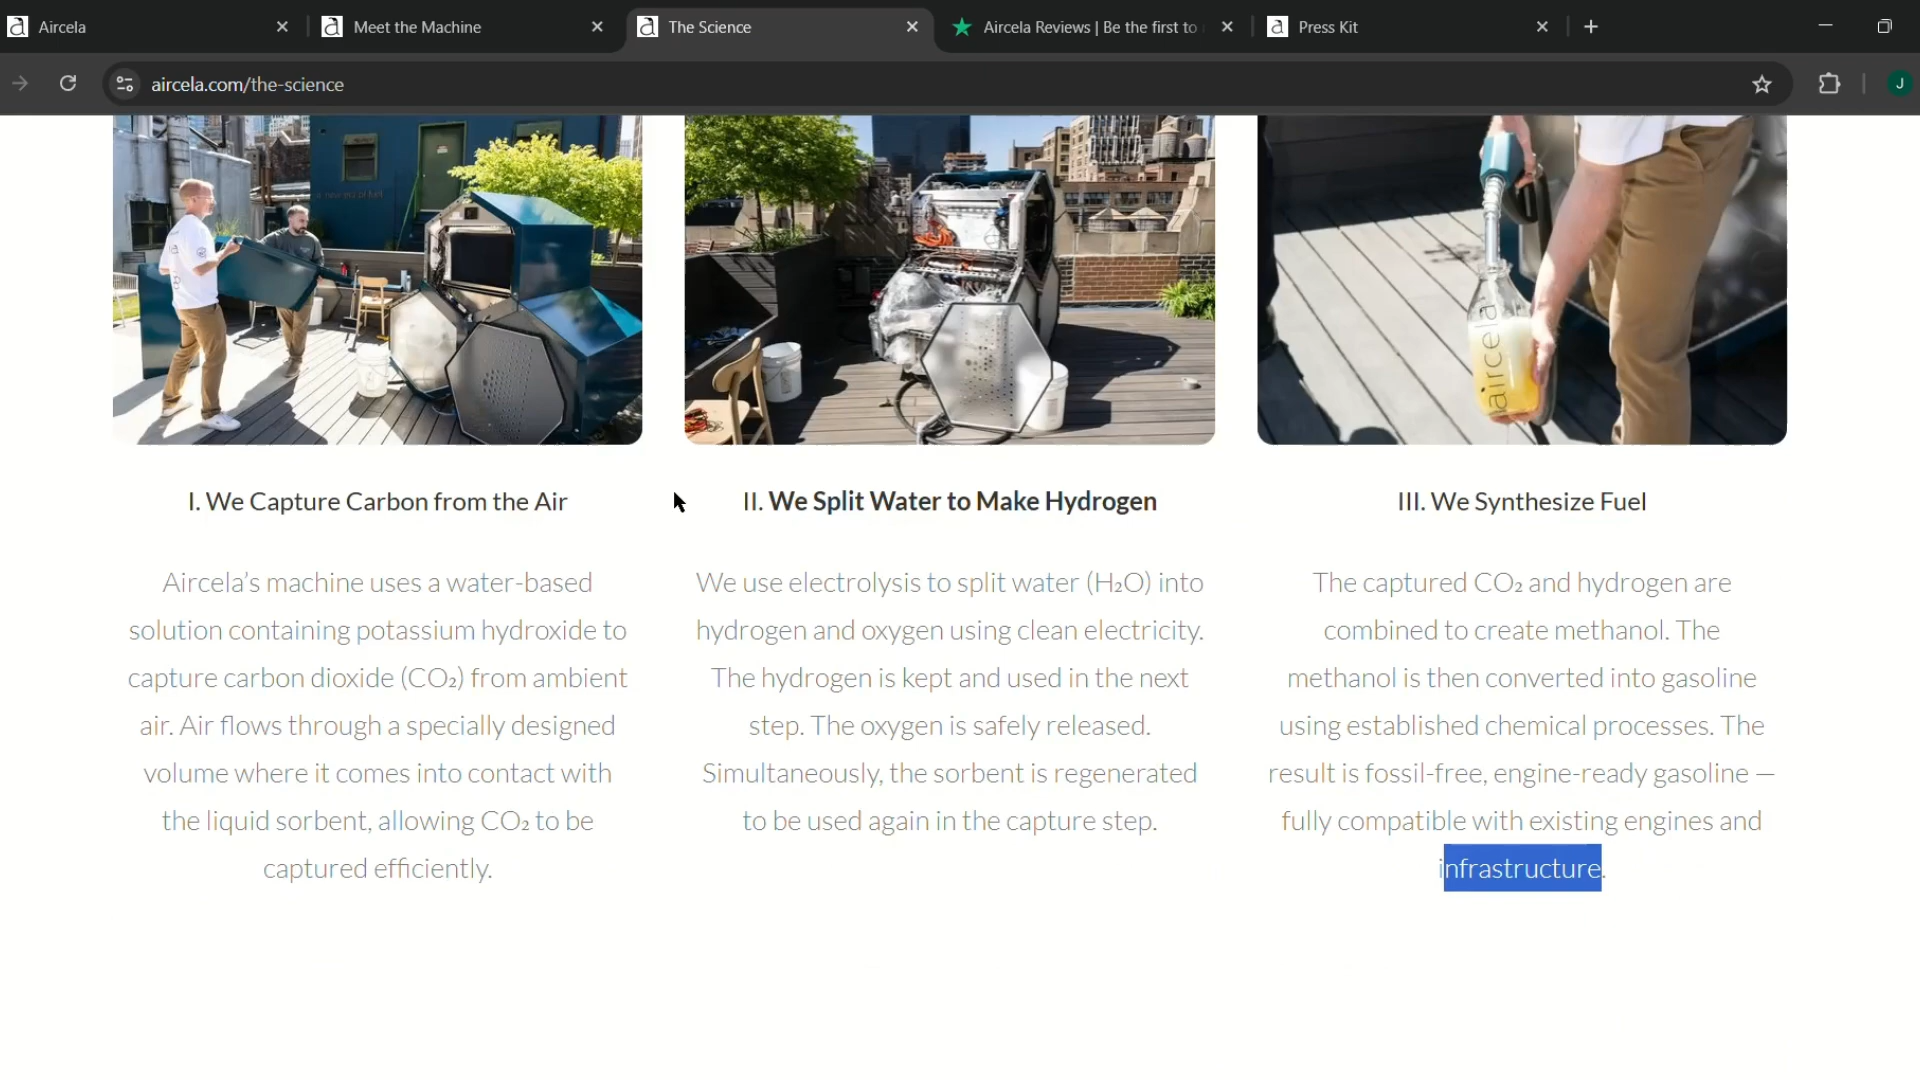 Aircela
Meet the Machine
The Science
Aircela Reviews | Be the first to
Press Kit
aircela.com/the-science
J
aircela
I. We Capture Carbon from the Air
Aircela’s machine uses a water-based
solution containing potassium hydroxide to
capture carbon dioxide (CO₂) from ambient
air. Air flows through a specially designed
volume where it comes into contact with
the liquid sorbent, allowing CO₂ to be
captured efficiently.
II. We Split Water to Make Hydrogen
We use electrolysis to split water (H₂O) into
hydrogen and oxygen using clean electricity.
The hydrogen is kept and used in the next
step. The oxygen is safely released.
Simultaneously, the sorbent is regenerated
to be used again in the capture step.
III. We Synthesize Fuel
The captured CO₂ and hydrogen are
combined to create methanol. The
methanol is then converted into gasoline
using established chemical processes. The
result is fossil-free, engine-ready gasoline —
fully compatible with existing engines and
infrastructure.